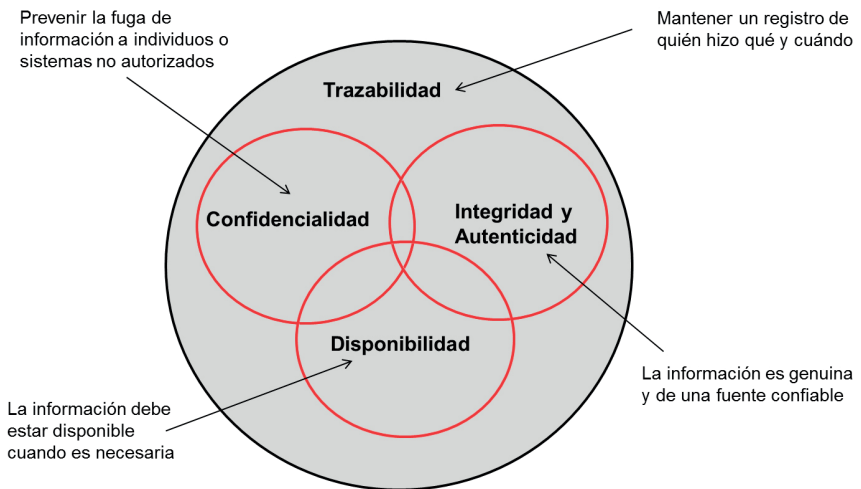 Prevenir la fuga de
información a individuos o
sistemas no autorizados
Mantener un registro de
quién hizo qué y cuándo
Trazabilidad
Confidencialidad
Integridad y
Autenticidad
Disponibilidad
La información es genuina
y de una fuente confiable
La información debe
estar disponible
cuando es necesaria